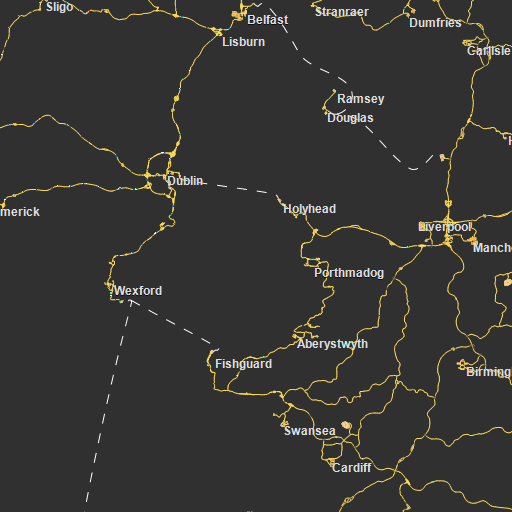 Sligo
Belfast
Stranraer
Dumfries
Lisburn
Carlisle
Ramsey
Douglas
H
Dublin
merick
Holyhead
Liverpool
Manche
Porthmadog
Wexford
Aberystwyth
Fishguard
Birming
Swansea
Cardiff